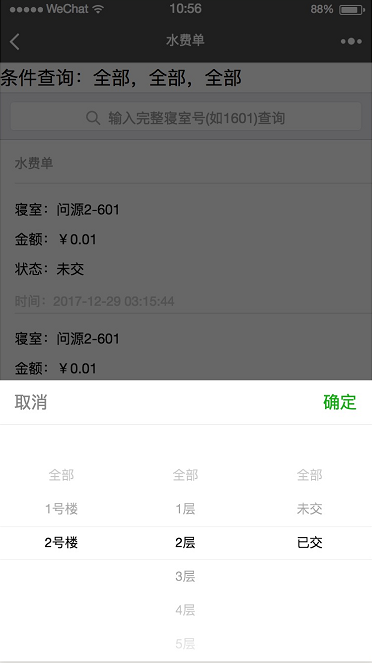 WeChat 10:56 88%
水费单
条件查询：全部，全部，全部
输入完整寝室号(如1601)查询
水费单
寝室：问源2-601
金额：￥0.01
状态：未交
时间：2017-12-29 03:15:44
寝室：问源2-601
金额：￥0.01
取消 确定
全部 全部 全部
1号楼 1层 未交
2号楼 2层 已交
3层
4层
5层